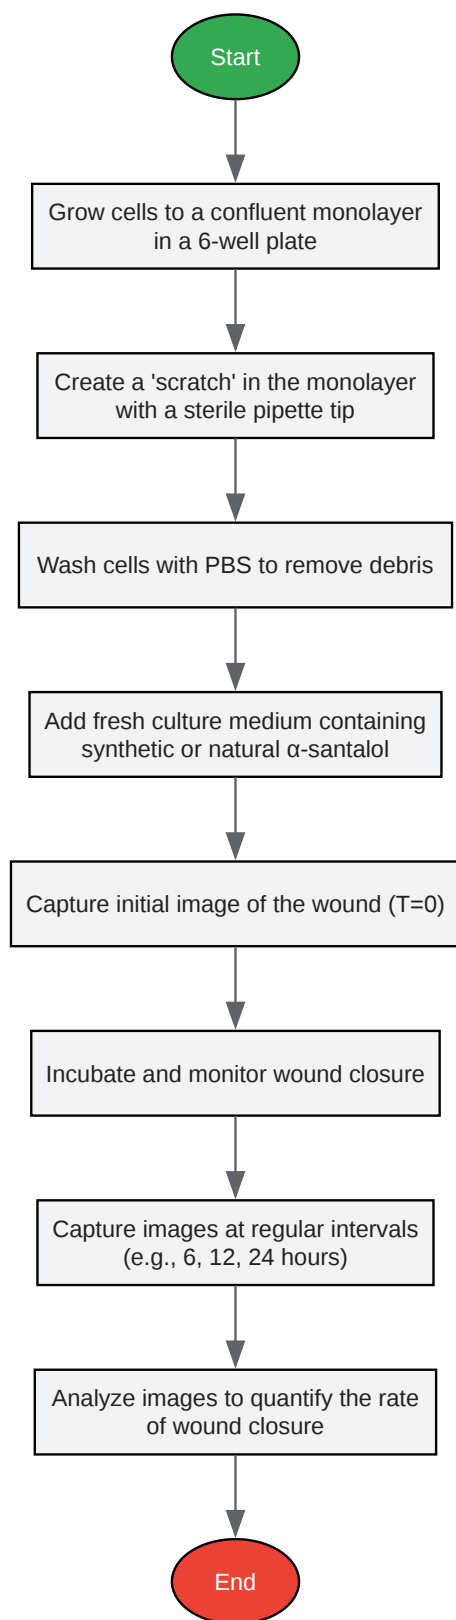 Start
Grow cells to a confluent monolayer
in a 6-well plate
Create a 'scratch' in the monolayer
with a sterile pipette tip
Wash cells with PBS to remove debris
Add fresh culture medium containing
synthetic or natural α-santalol
Capture initial image of the wound (T=0)
Incubate and monitor wound closure
Capture images at regular intervals
(e.g., 6, 12, 24 hours)
Analyze images to quantify the rate
of wound closure
End